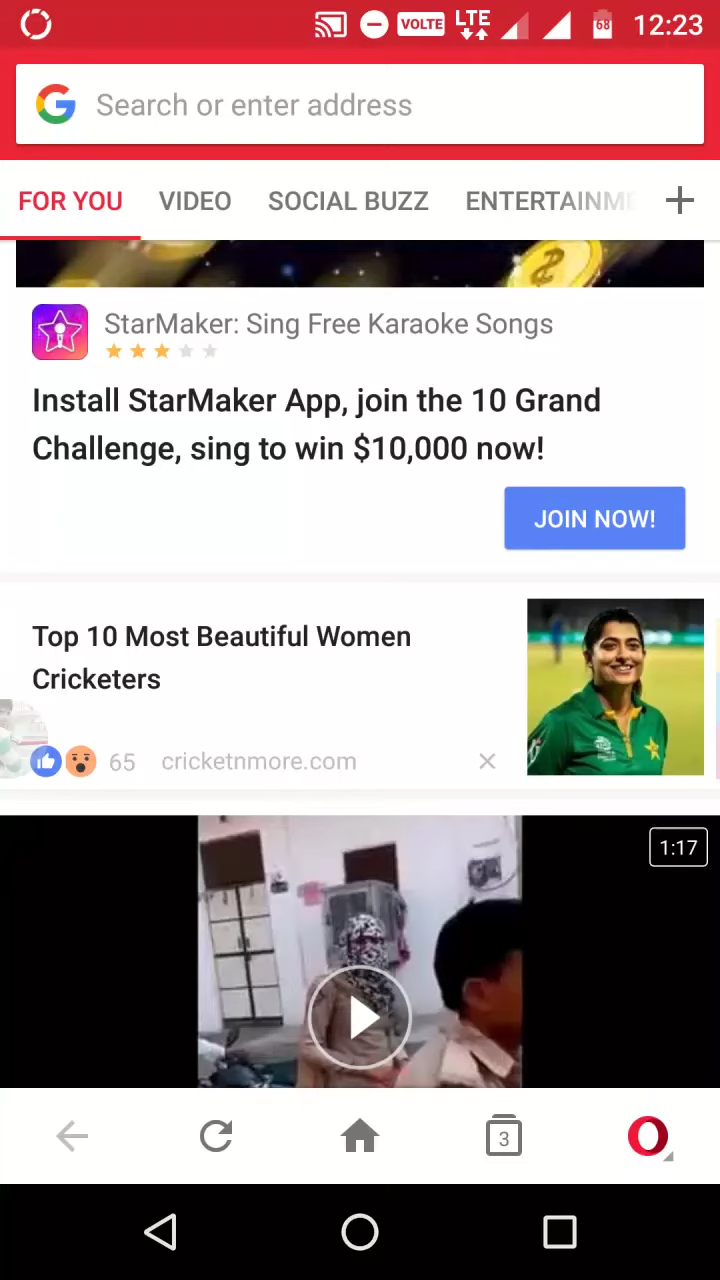 VOLTE LTE 68 12:23
Search or enter address
FOR YOU VIDEO SOCIAL BUZZ ENTERTAINME
StarMaker: Sing Free Karaoke Songs
Install StarMaker App, join the 10 Grand
Challenge, sing to win $10,000 now!
JOIN NOW!
Top 10 Most Beautiful Women
Cricketers
65 cricketnmore.com
1:17
3